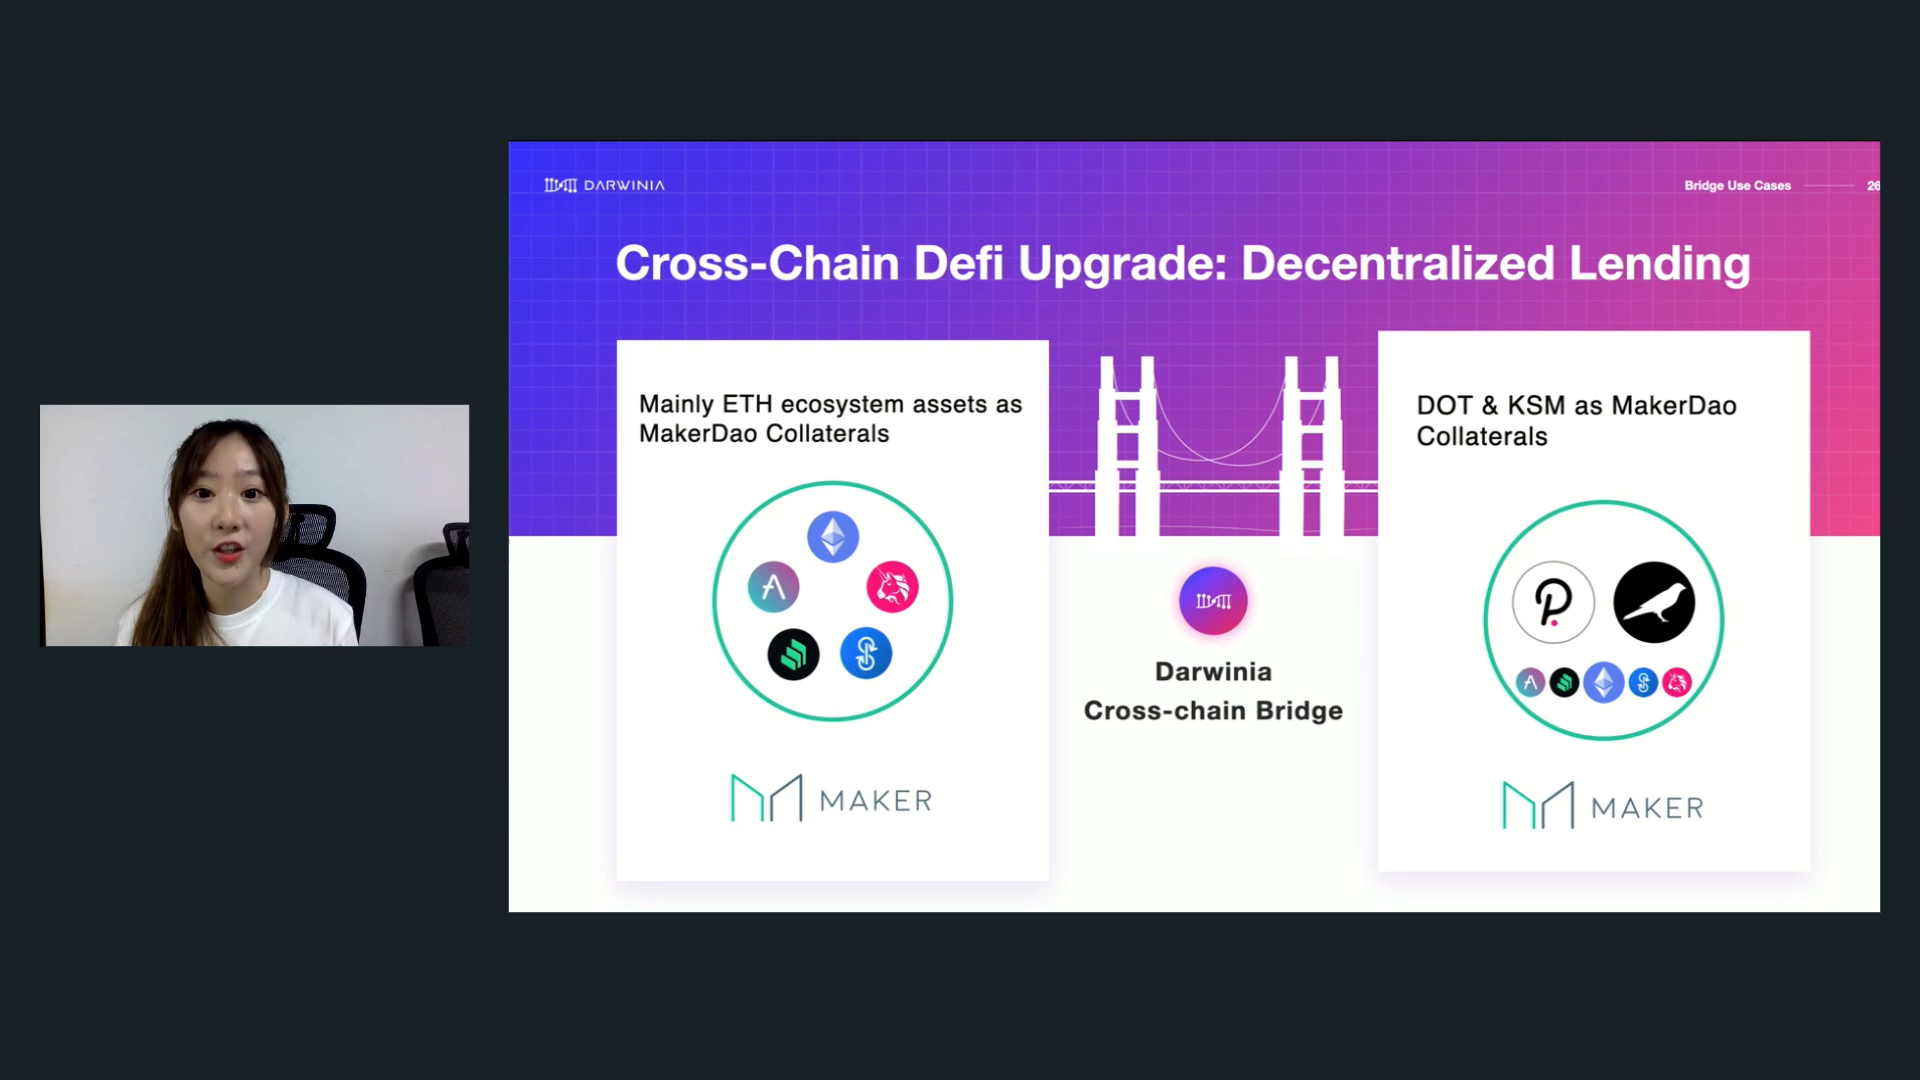 DARWINIA
Bridge Use Cases
26
Cross-Chain Defi Upgrade: Decentralized Lending
Mainly ETH ecosystem assets as
MakerDao Collaterals
MAKER
Darwinia
Cross-chain Bridge
DOT & KSM as MakerDao
Collaterals
MAKER